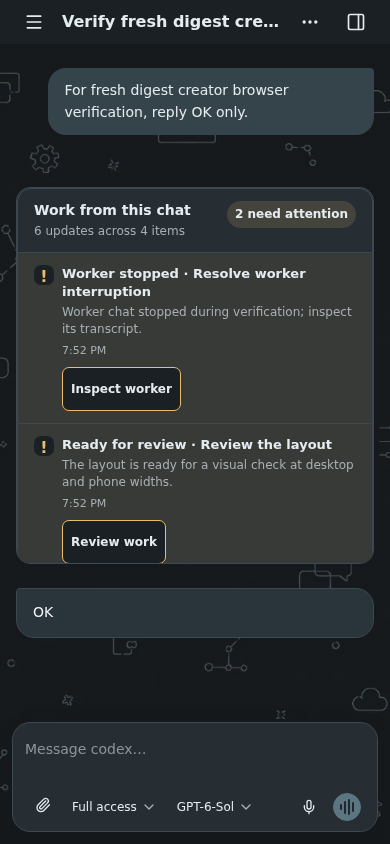 Verify fresh digest cre…
For fresh digest creator browser
verification, reply OK only.
Work from this chat
2 need attention
6 updates across 4 items
Worker stopped · Resolve worker
interruption
Worker chat stopped during verification; inspect
its transcript.
7:52 PM
Inspect worker
Ready for review · Review the layout
The layout is ready for a visual check at desktop
and phone widths.
7:52 PM
Review work
OK
Message codex…
Full access
GPT-6-Sol